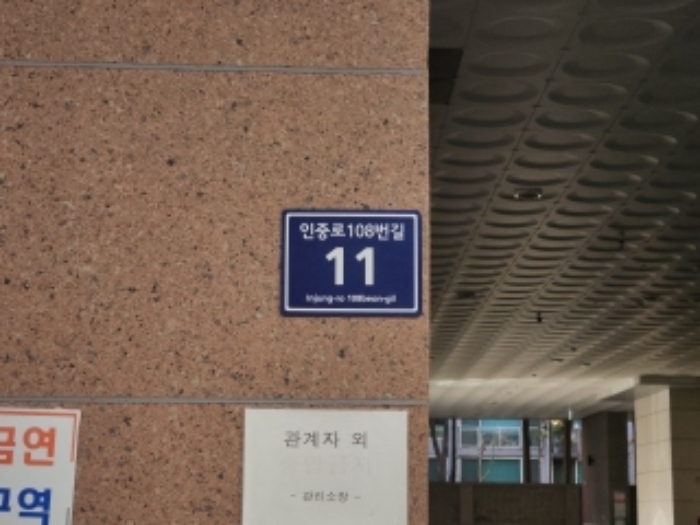 인중로108번길
11
Injung-ro 108beon-gil
금연
구역
관계자 외
- 관리소장 -